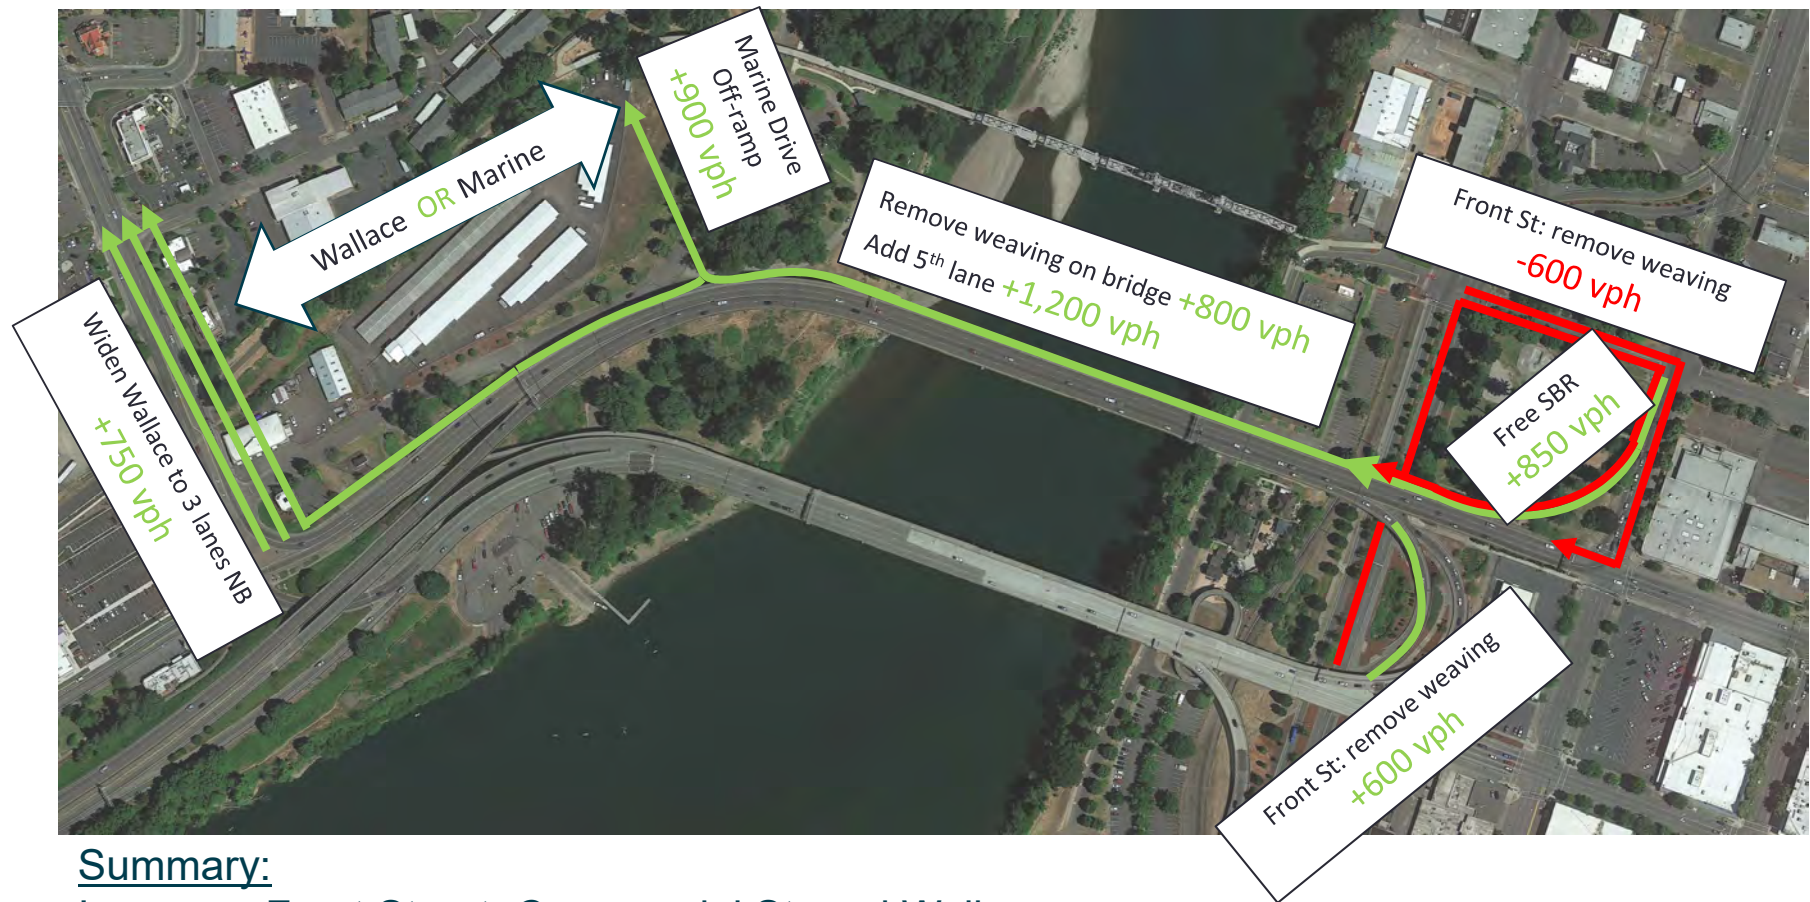 Marine Drive
Off-ramp
+900 vph
Wallace OR Marine
Remove weaving on bridge +800 vph
Add 5th lane +1,200 vph
Front St: remove weaving
-600 vph
Free SBR
+850 vph
Widen Wallace to 3 lanes NB
+750 vph
Front St: remove weaving
+600 vph
Summary: